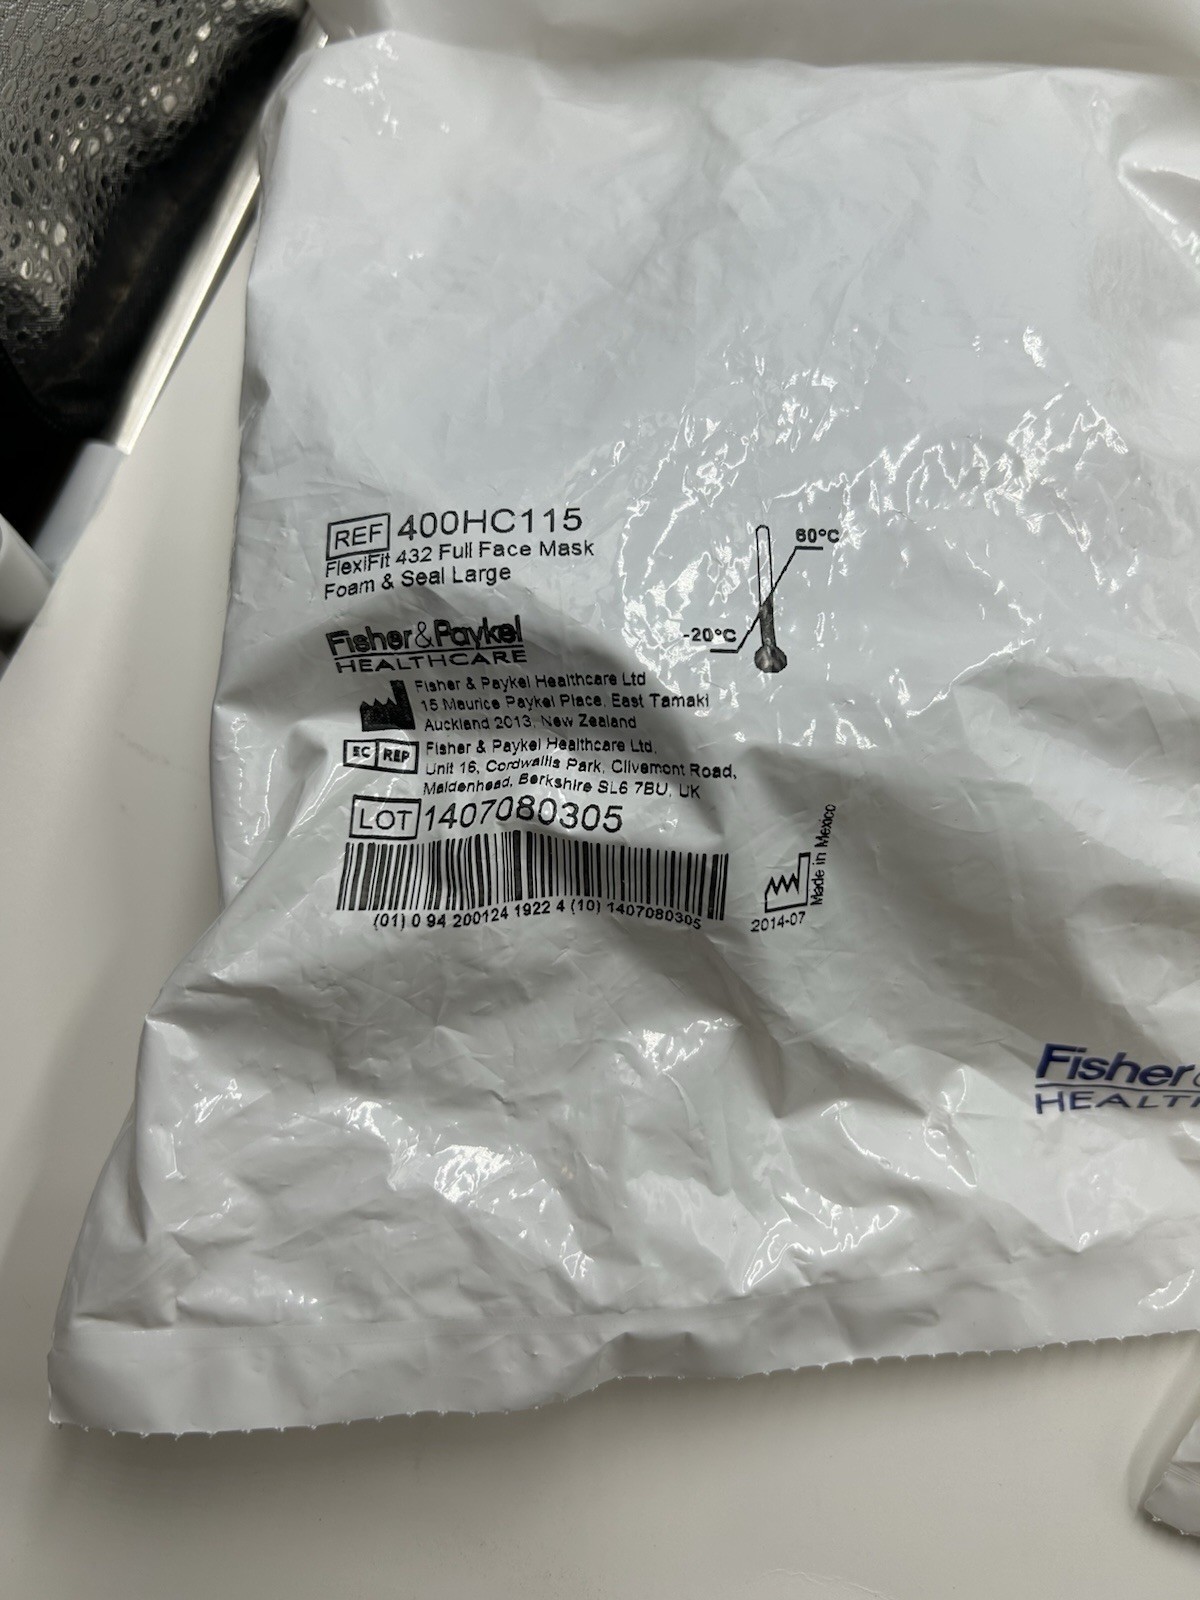 REF 400HC115
FlexiFit 432 Full Face Mask
Foam & Seal Large
60°C
-20°C
Fisher&Paykel
HEALTHCARE
Fisher & Paykel Healthcare Ltd
15 Maurice Paykel Place, East Tamaki
Auckland 2013, New Zealand
EC REP
Fisher & Paykel Healthcare Ltd,
Unit 16, Cordwallis Park, Clivemont Road,
Maidenhead, Berkshire SL6 7BU, UK
LOT 1407080305
(01) 0 94 200124 1922 4 (10) 1407080305
2014-07
Made in Mexico
Fisher
HEALTH